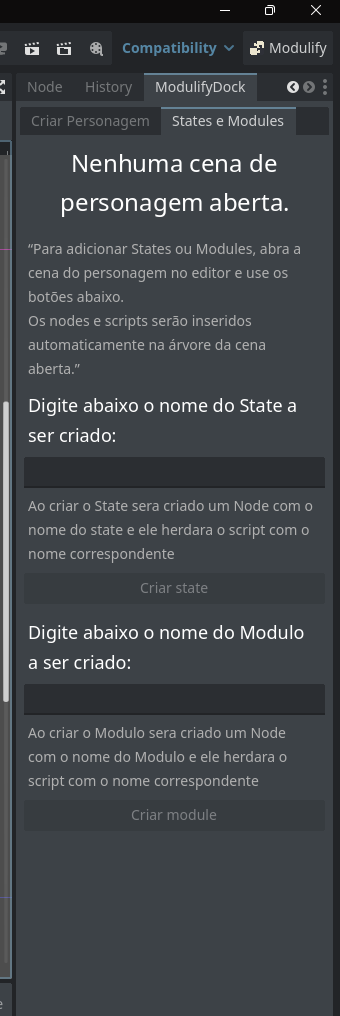 Compatibility
Modulify
Node History ModulifyDock
Criar Personagem States e Modules
Nenhuma cena de
personagem aberta.
“Para adicionar States ou Modules, abra a
cena do personagem no editor e use os
botões abaixo.
Os nodes e scripts serão inseridos
automaticamente na árvore da cena
aberta.”
Digite abaixo o nome do State a
ser criado:
Ao criar o State sera criado um Node com o
nome do state e ele herdara o script com o
nome correspondente
Criar state
Digite abaixo o nome do Modulo
a ser criado:
Ao criar o Modulo sera criado um Node
com o nome do Modulo e ele herdara o
script com o nome correspondente
Criar module